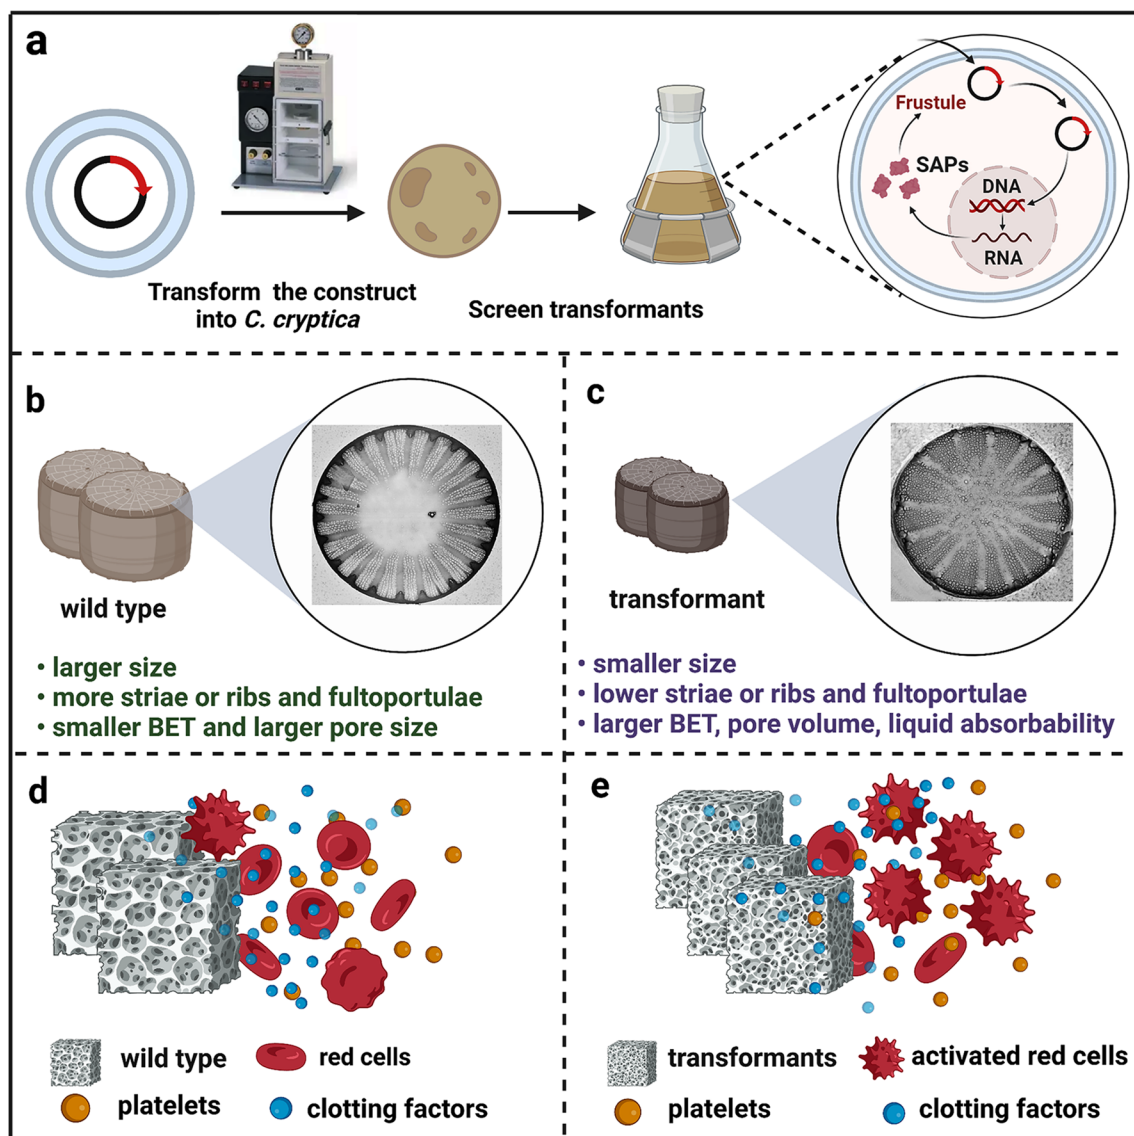 a
Frustule
SAPs
DNA
RNA
Transform the construct
into C. cryptica
Screen transformants
b
wild type
• larger size
• more striae or ribs and fultoportulae
• smaller BET and larger pore size
c
transformant
• smaller size
• lower striae or ribs and fultoportulae
• larger BET, pore volume, liquid absorbability
d
wild type
red cells
platelets
clotting factors
e
transformants
activated red cells
platelets
clotting factors